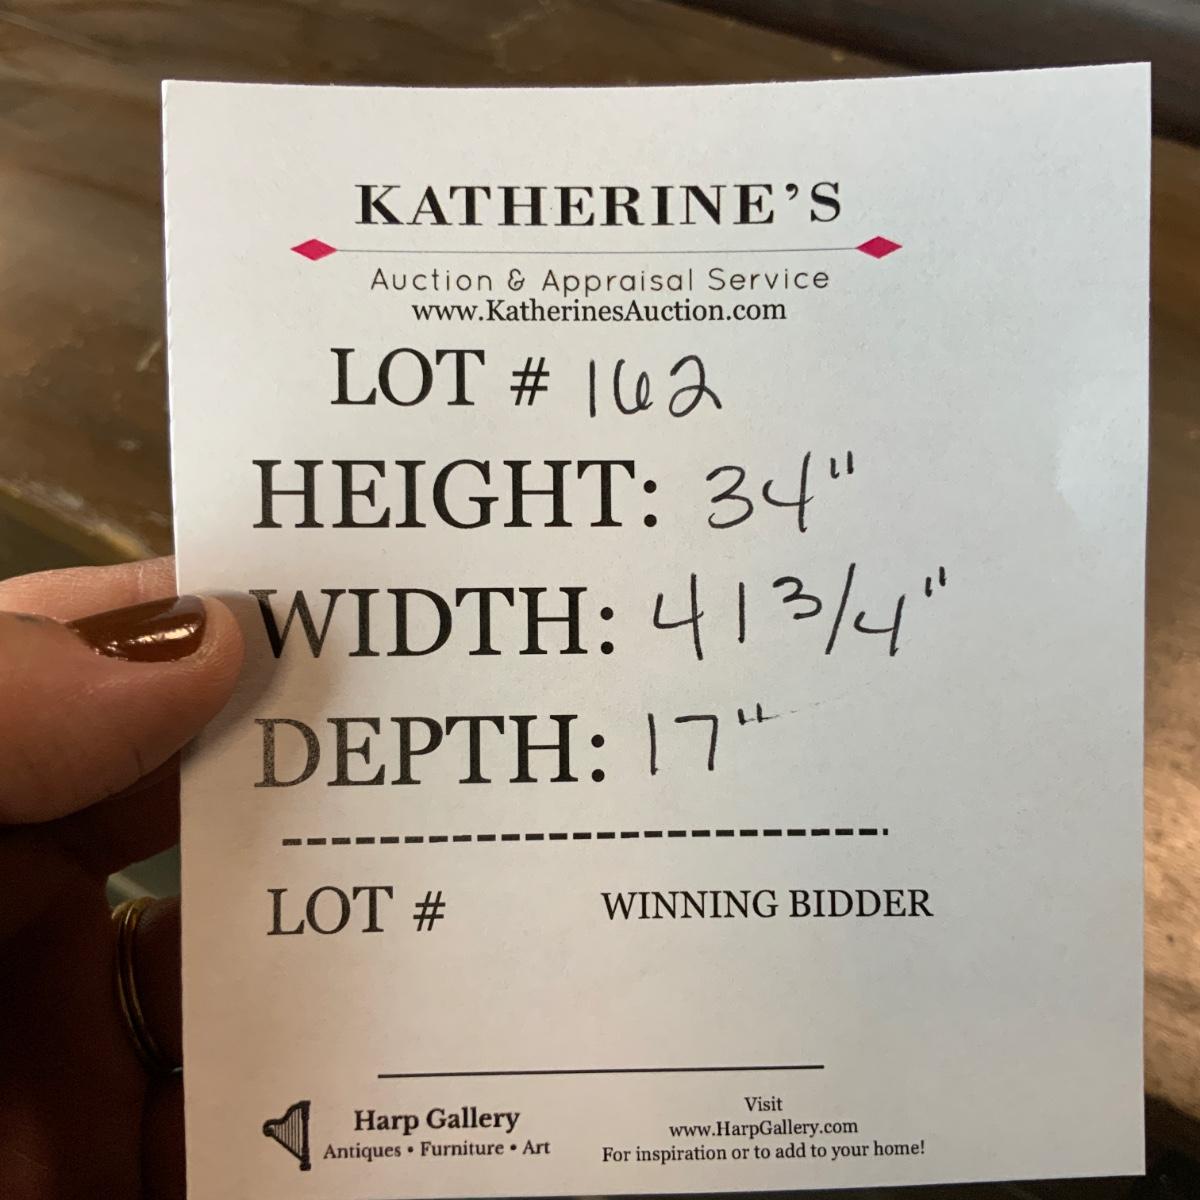 KATHERINE'S
Auction & Appraisal Service
www.KatherinesAuction.com
LOT # 162
HEIGHT: 34"
WIDTH: 41 3/4"
DEPTH: 17"
LOT # WINNING BIDDER
Harp Gallery
Antiques • Furniture • Art
Visit
www.HarpGallery.com
For inspiration or to add to your home!